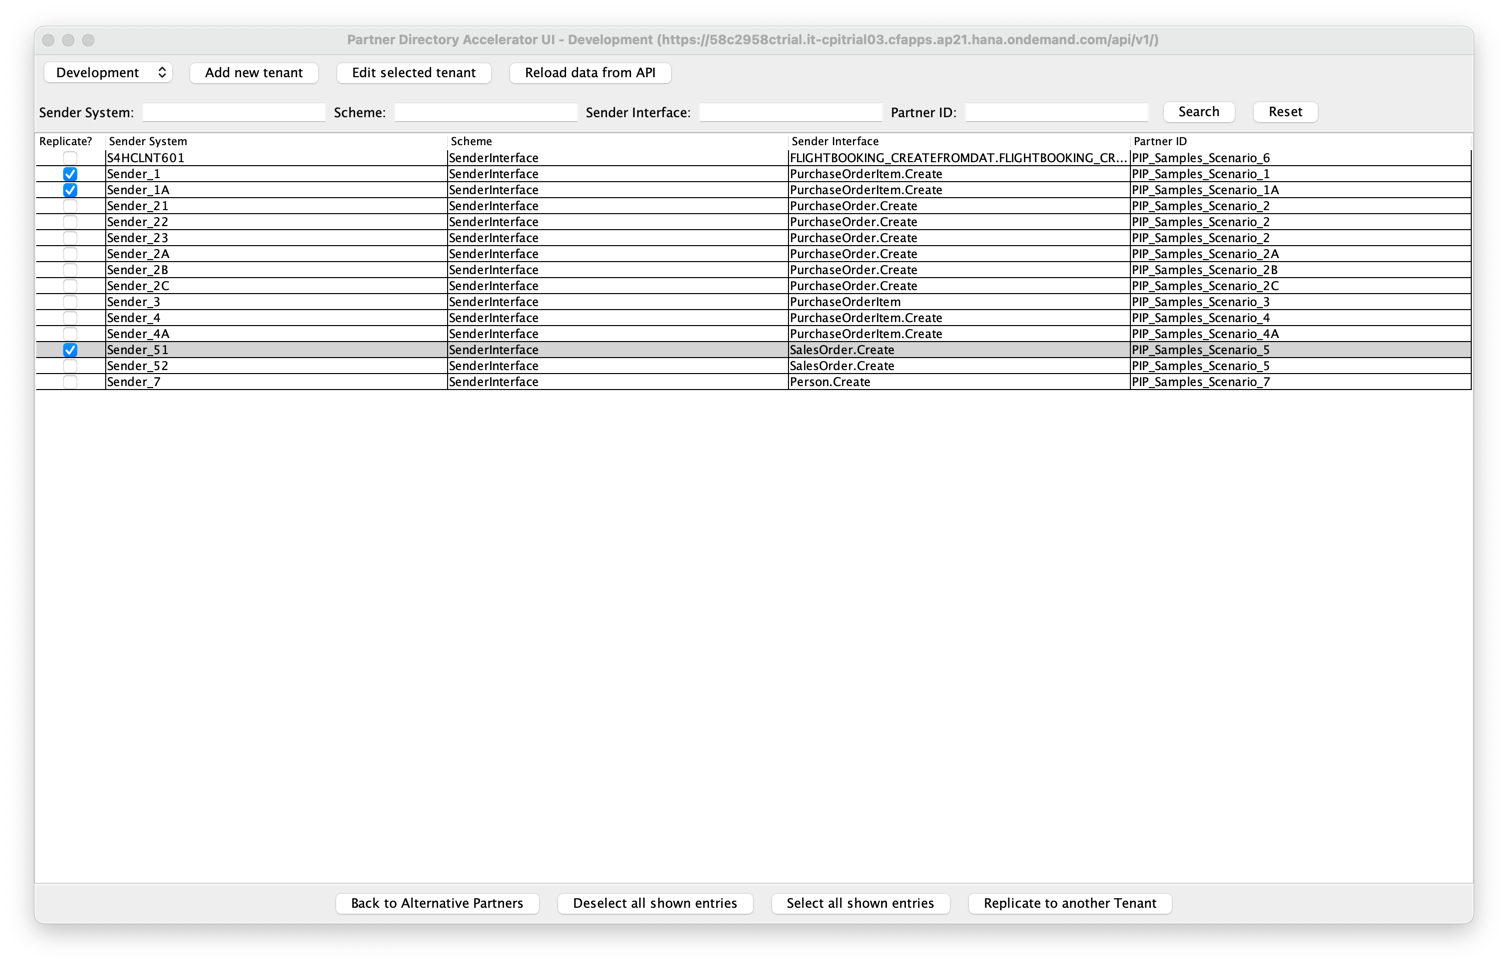 Partner Directory Accelerator UI - Development (https://58c2958ctrial.it-cpitrial03.cfapps.ap21.hana.ondemand.com/api/v1/)
Development Add new tenant Edit selected tenant Reload data from API
Sender System: Scheme: Sender Interface: Partner ID: Search Reset
Replicate? Sender System Scheme Sender Interface Partner ID
S4HCLNT601 SenderInterface FLIGHTBOOKING_CREATEFROMDAT.FLIGHTBOOKING_CR... PIP_Samples_Scenario_6
Sender_1 SenderInterface PurchaseOrderItem.Create PIP_Samples_Scenario_1
Sender_1A SenderInterface PurchaseOrderItem.Create PIP_Samples_Scenario_1A
Sender_21 SenderInterface PurchaseOrder.Create PIP_Samples_Scenario_2
Sender_22 SenderInterface PurchaseOrder.Create PIP_Samples_Scenario_2
Sender_23 SenderInterface PurchaseOrder.Create PIP_Samples_Scenario_2
Sender_2A SenderInterface PurchaseOrder.Create PIP_Samples_Scenario_2A
Sender_2B SenderInterface PurchaseOrder.Create PIP_Samples_Scenario_2B
Sender_2C SenderInterface PurchaseOrder.Create PIP_Samples_Scenario_2C
Sender_3 SenderInterface PurchaseOrderItem PIP_Samples_Scenario_3
Sender_4 SenderInterface PurchaseOrderItem.Create PIP_Samples_Scenario_4
Sender_4A SenderInterface PurchaseOrderItem.Create PIP_Samples_Scenario_4A
Sender_51 SenderInterface SalesOrder.Create PIP_Samples_Scenario_5
Sender_52 SenderInterface SalesOrder.Create PIP_Samples_Scenario_5
Sender_7 SenderInterface Person.Create PIP_Samples_Scenario_7
Back to Alternative Partners Deselect all shown entries Select all shown entries Replicate to another Tenant